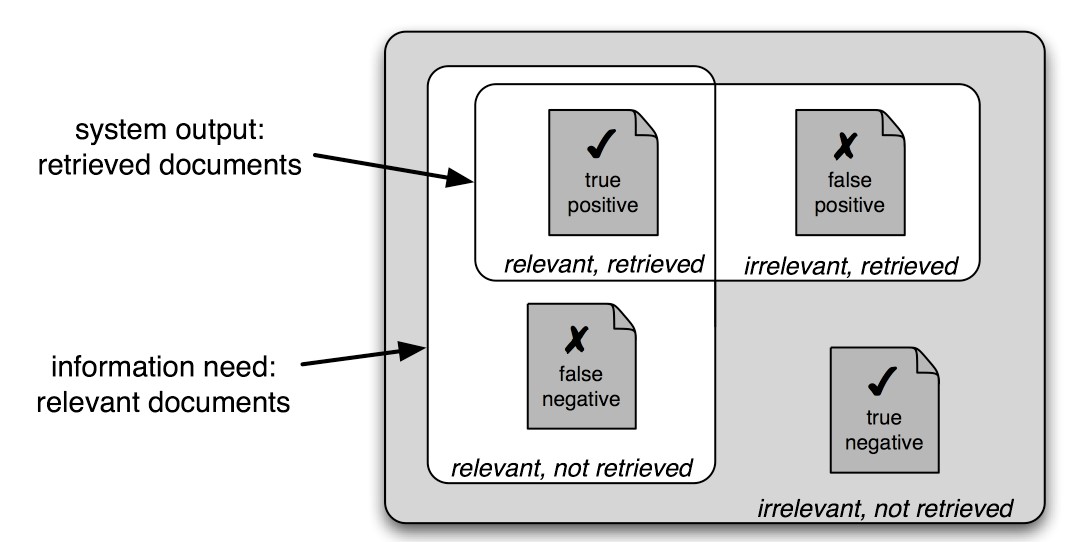 system output:
retrieved documents
✓
true
positive
relevant, retrieved
✗
false
positive
irrelevant, retrieved
information need:
relevant documents
✗
false
negative
relevant, not retrieved
✓
true
negative
irrelevant, not retrieved